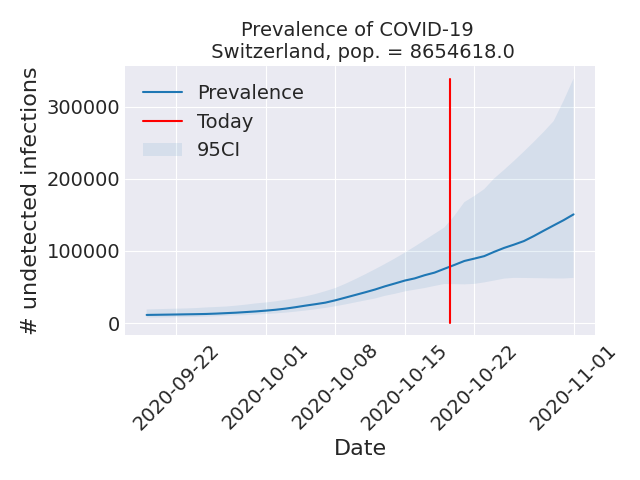 Prevalence of COVID-19
Switzerland, pop. = 8654618.0
Prevalence
Today
95CI
# undetected infections
300000
200000
100000
0
2020-09-22
2020-10-01
2020-10-08
2020-10-15
2020-10-22
2020-11-01
Date